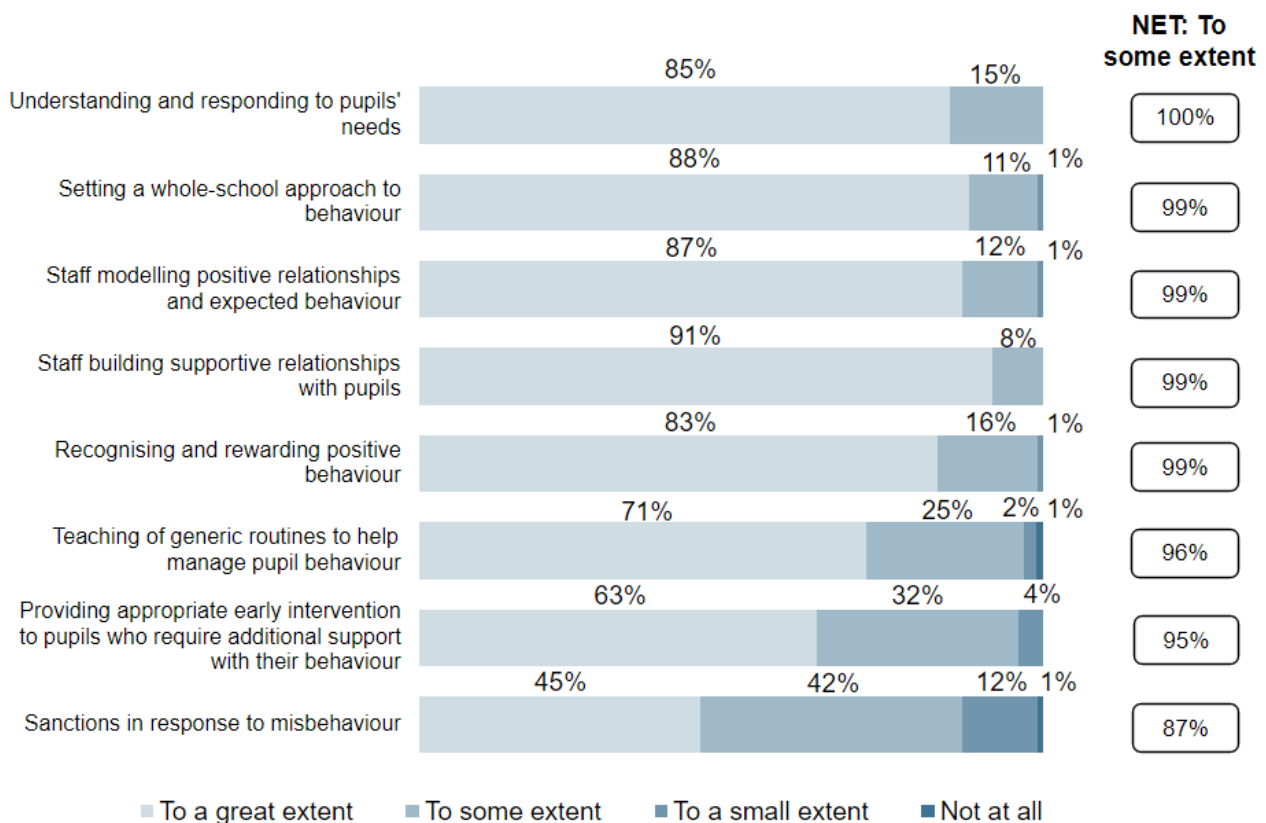 NET: To
some extent
85%
15%
Understanding and responding to pupils'
needs
100%
88%
11%
1%
Setting a whole-school approach to
behaviour
99%
87%
12%
1%
Staff modelling positive relationships
and expected behaviour
99%
91%
8%
Staff building supportive relationships
with pupils
99%
83%
16%
1%
Recognising and rewarding positive
behaviour
99%
71%
25%
2%
1%
Teaching of generic routines to help
manage pupil behaviour
96%
63%
32%
4%
Providing appropriate early intervention
to pupils who require additional support
with their behaviour
95%
45%
42%
12%
1%
Sanctions in response to misbehaviour
87%
To a great extent
To some extent
To a small extent
Not at all